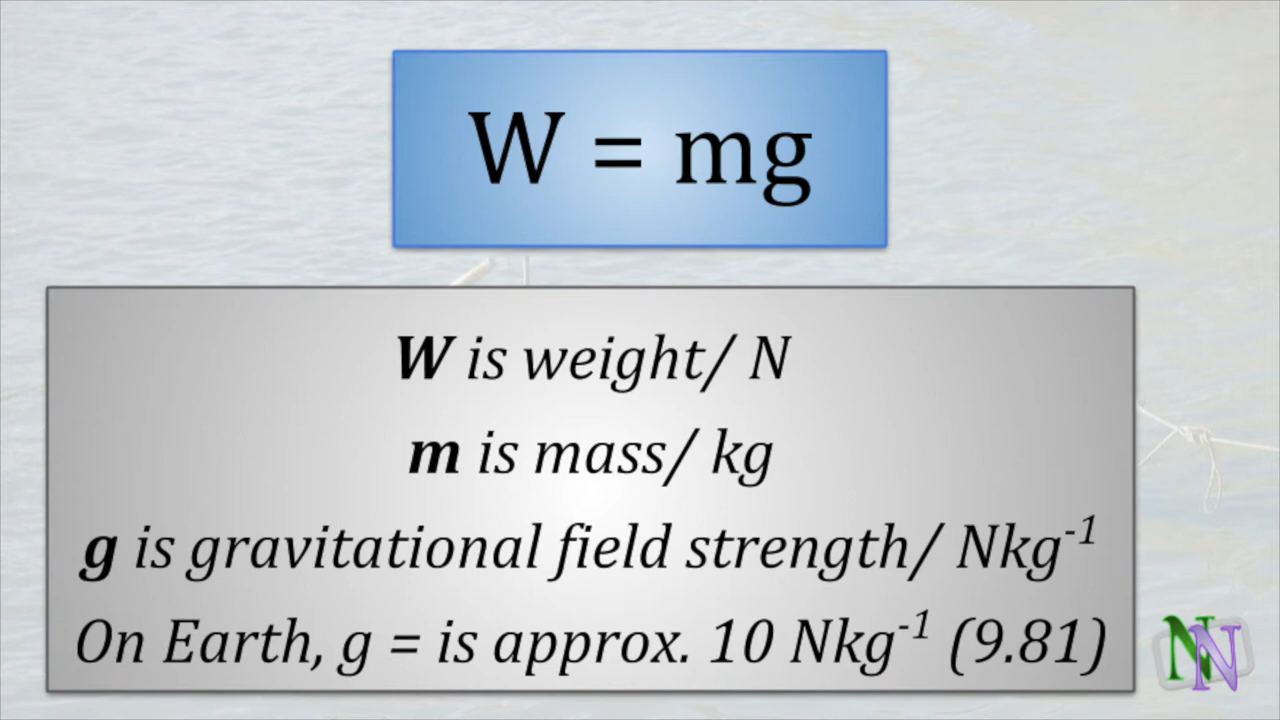 W = mg
W is weight/ N
m is mass/ kg
g is gravitational field strength/ Nkg⁻¹
On Earth, g = is approx. 10 Nkg⁻¹ (9.81)
NN